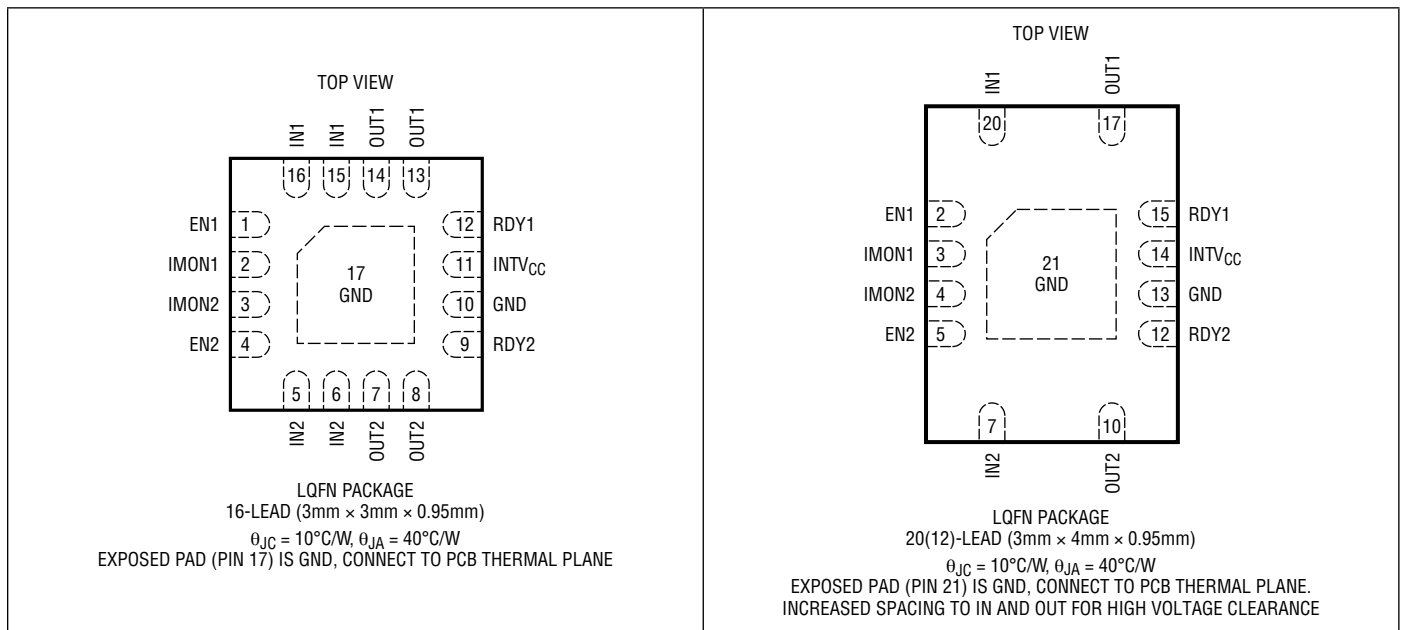 TOP VIEW
IN1 IN1 OUT1 OUT1
16 15 14 13
EN1 1 12 RDY1
IMON1 2 11 INTVCC
17
GND
IMON2 3 10 GND
EN2 4 9 RDY2
5 6 7 8
IN2 IN2 OUT2 OUT2
LQFN PACKAGE
16-LEAD (3mm × 3mm × 0.95mm)
θJC = 10°C/W, θJA = 40°C/W
EXPOSED PAD (PIN 17) IS GND, CONNECT TO PCB THERMAL PLANE
TOP VIEW
IN1 OUT1
20 17
EN1 2 15 RDY1
IMON1 3 14 INTVCC
21
GND
IMON2 4 13 GND
EN2 5 12 RDY2
7 10
IN2 OUT2
LQFN PACKAGE
20(12)-LEAD (3mm × 4mm × 0.95mm)
θJC = 10°C/W, θJA = 40°C/W
EXPOSED PAD (PIN 21) IS GND, CONNECT TO PCB THERMAL PLANE.
INCREASED SPACING TO IN AND OUT FOR HIGH VOLTAGE CLEARANCE